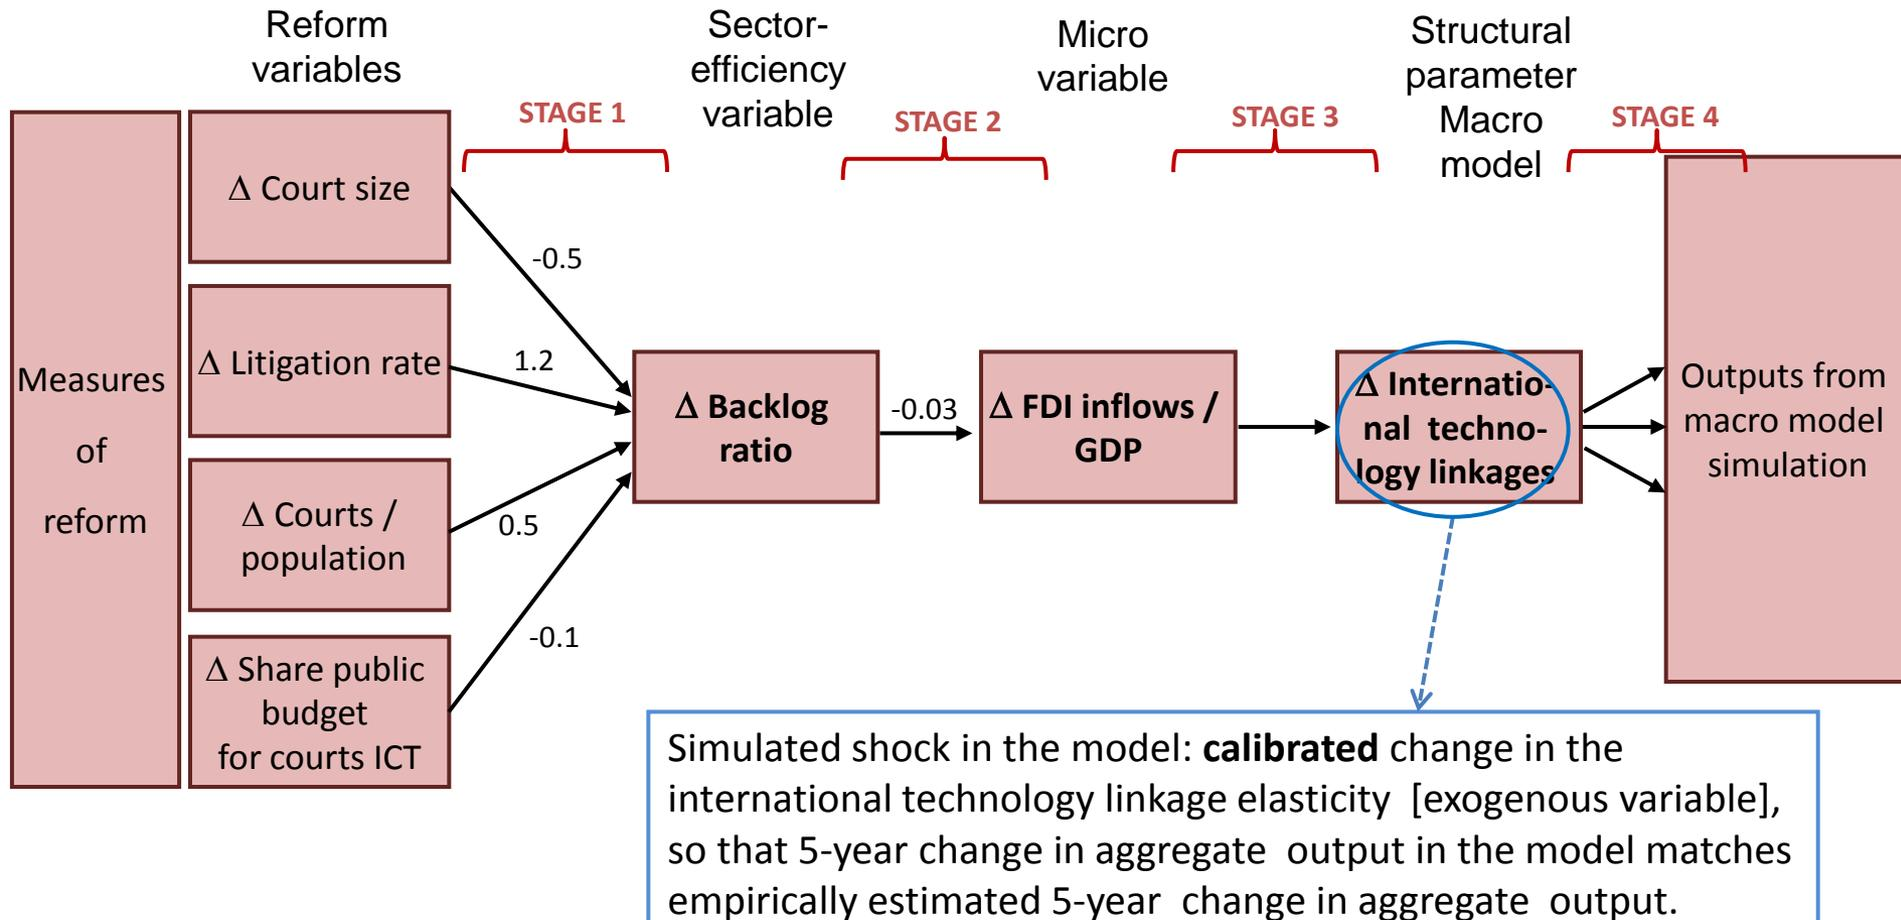 Reform
variables
Sector-
efficiency
variable
Micro
variable
Structural
parameter
Macro
model
STAGE 1
STAGE 2
STAGE 3
STAGE 4
Measures
of
reform
Δ Court size
Δ Litigation rate
Δ Courts /
population
Δ Share public
budget
for courts ICT
-0.5
1.2
0.5
-0.1
Δ Backlog
ratio
-0.03
Δ FDI inflows /
GDP
Δ Internatio-
nal techno-
logy linkages
Outputs from
macro model
simulation
Simulated shock in the model: calibrated change in the
international technology linkage elasticity [exogenous variable],
so that 5-year change in aggregate output in the model matches
empirically estimated 5-year change in aggregate output.